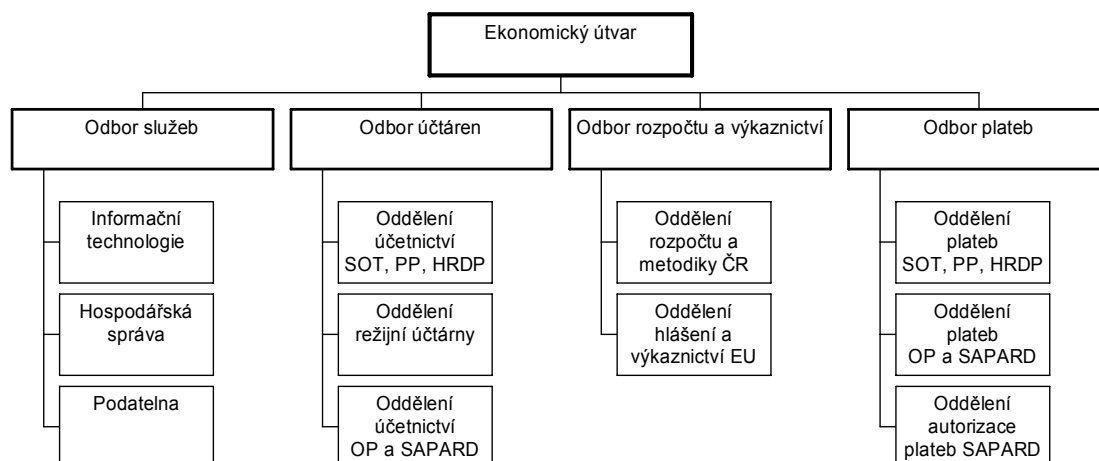 Ekonomický útvar
Odbor služeb
Informační
technologie
Hospodářská
správa
Podatelna
Odbor účtáren
Oddělení
účetnictví
SOT, PP, HRDP
Oddělení
režijní účtárny
Oddělení
účetnictví
OP a SAPARD
Odbor rozpočtu a výkaznictví
Oddělení
rozpočtu a
metodiky ČR
Oddělení
hlášení a
výkaznictví EU
Odbor plateb
Oddělení
plateb
SOT, PP, HRDP
Oddělení
plateb
OP a SAPARD
Oddělení
autorizace
plateb SAPARD